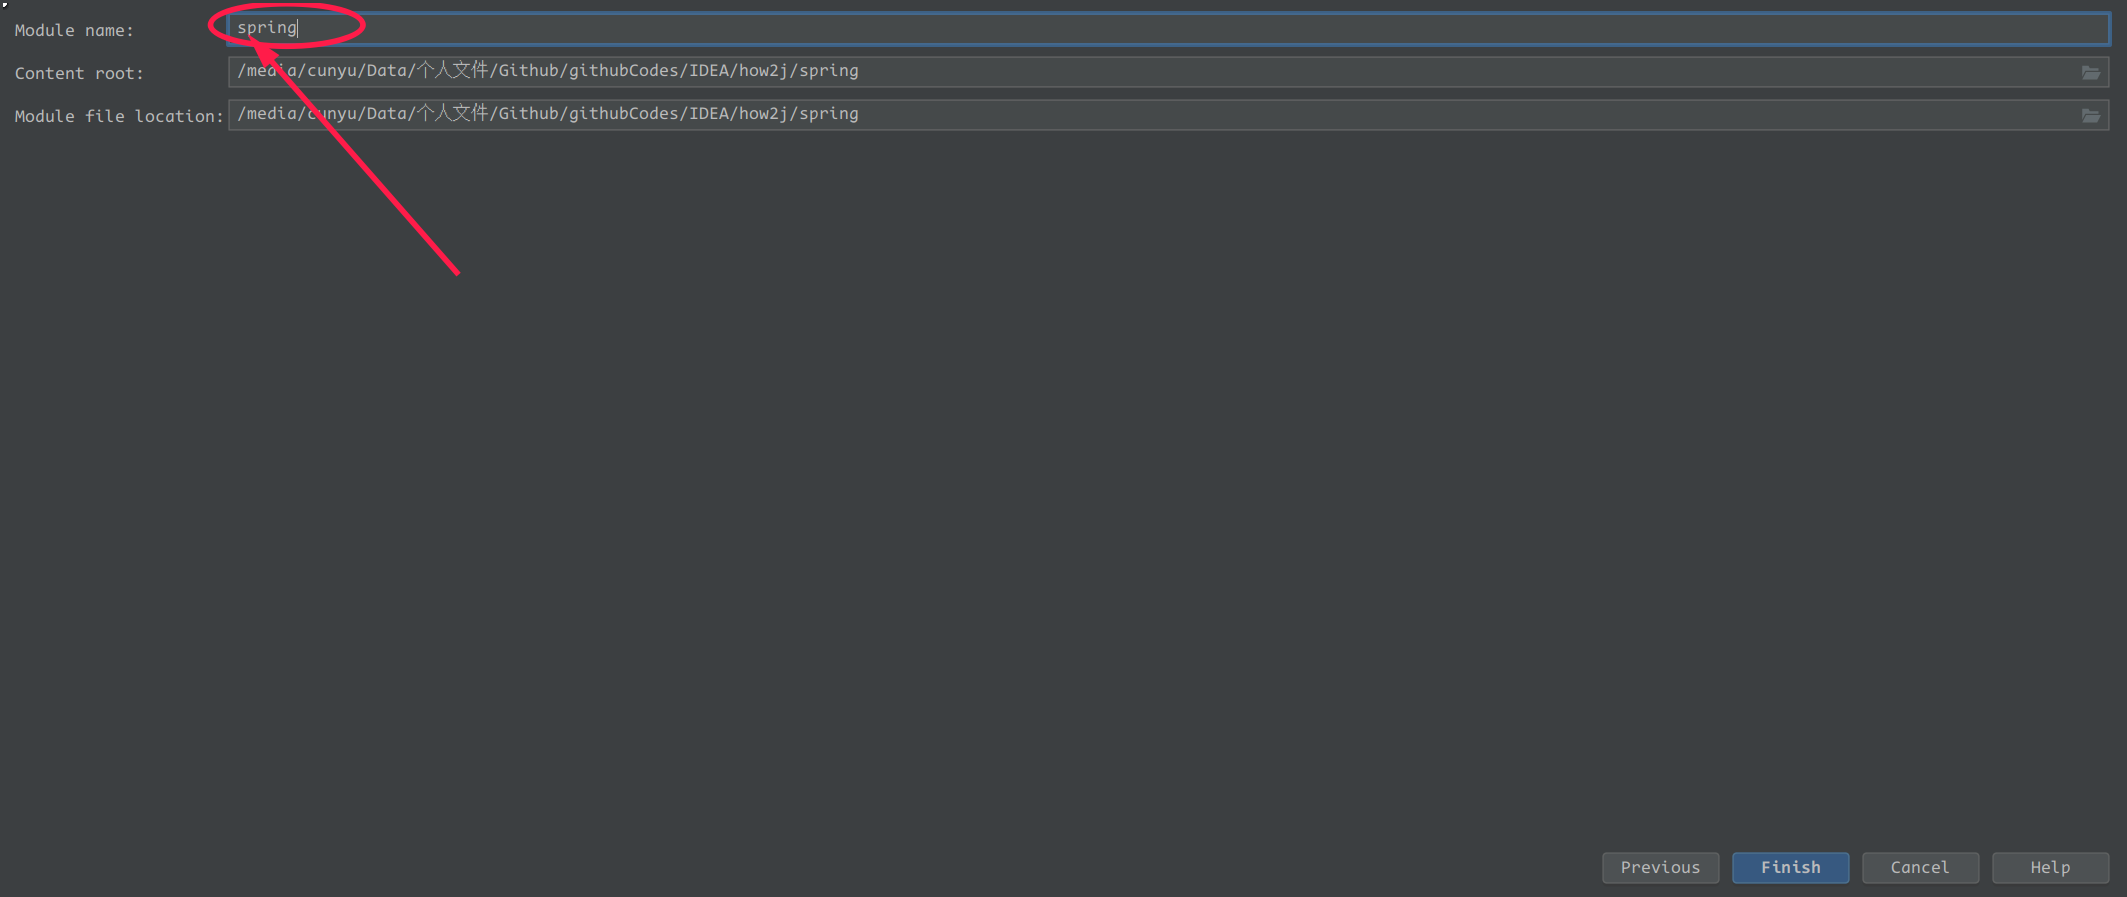 Module name: spring
Content root: /media/cunyu/Data/个人文件/Github/githubCodes/IDEA/how2j/spring
Module file location: /media/cunyu/Data/个人文件/Github/githubCodes/IDEA/how2j/spring
Previous Finish Cancel Help